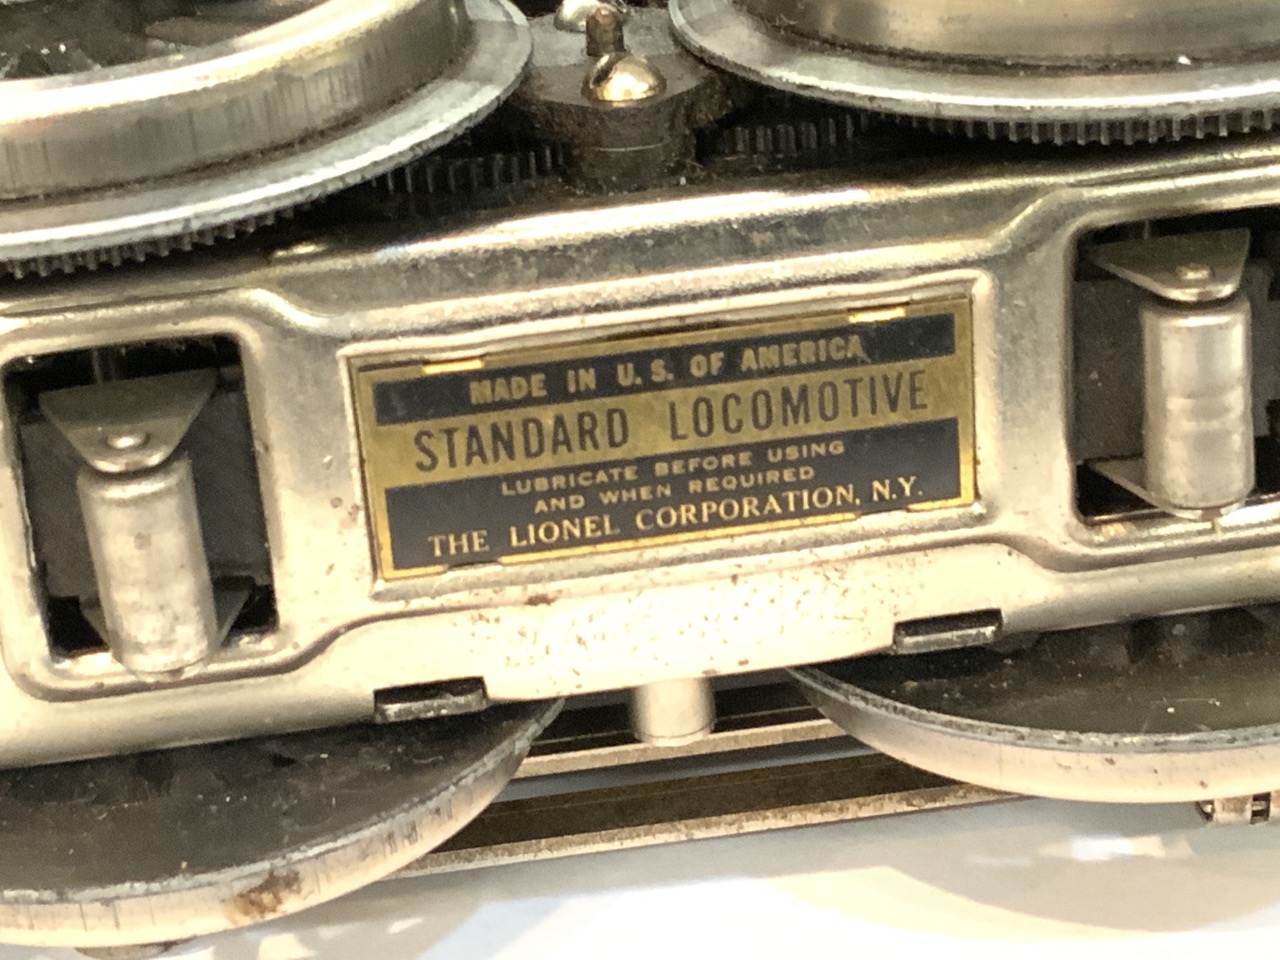 MADE IN U.S. OF AMERICA
STANDARD LOCOMOTIVE
LUBRICATE BEFORE USING
AND WHEN REQUIRED
THE LIONEL CORPORATION, N.Y.